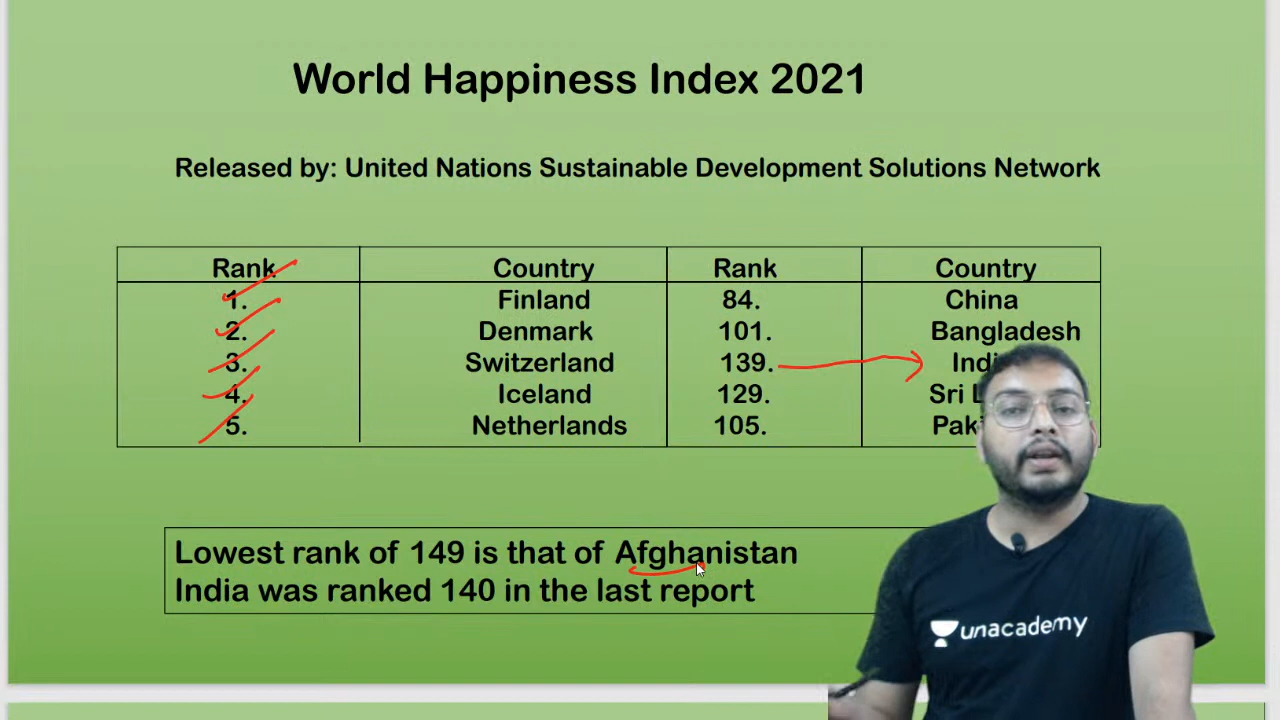 World Happiness Index 2021
Released by: United Nations Sustainable Development Solutions Network
Rank Country Rank Country
1. Finland 84. China
2. Denmark 101. Bangladesh
3. Switzerland 139.
4. Iceland 129. Sri
5. Netherlands 105.
Lowest rank of 149 is that of Afghanistan
India was ranked 140 in the last report
unacademy